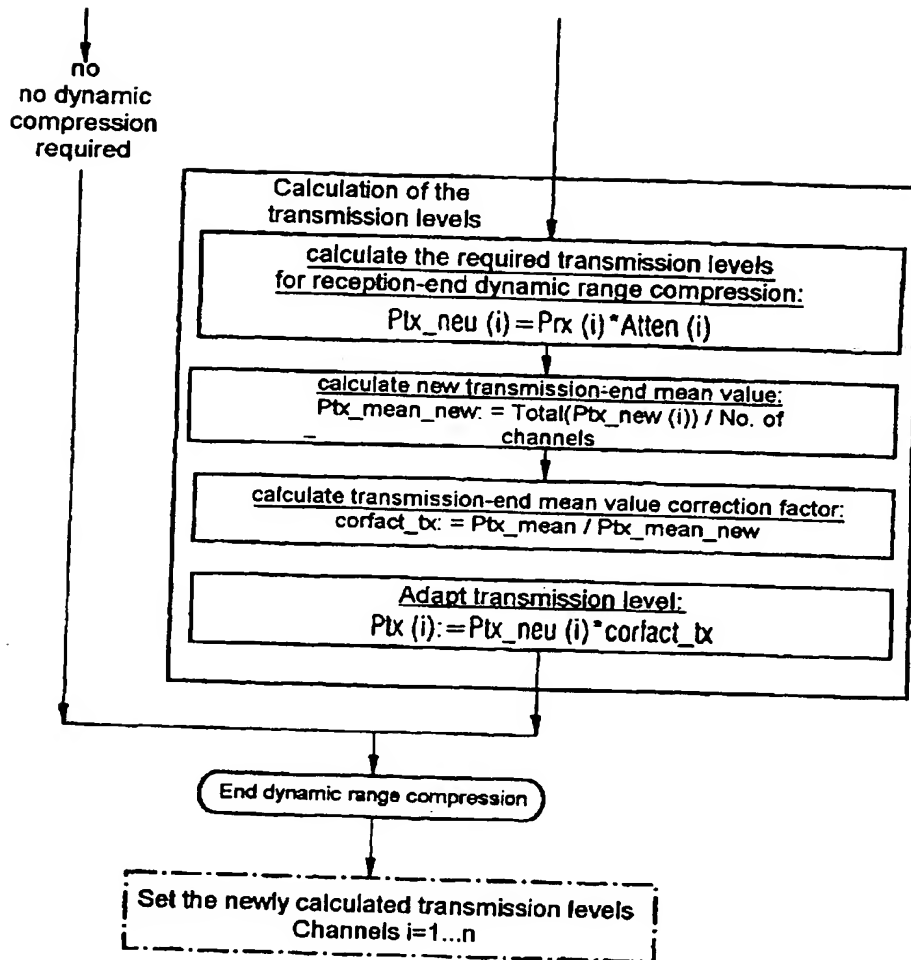 no
no dynamic
compression
required
Calculation of the
transmission levels
calculate the required transmission levels
for reception-end dynamic range compression:
Ptx_neu (i)=Prx (i)*Atten (i)
calculate new transmission-end mean value:
Ptx_mean_new: = Total(Ptx_new (i)) / No. of
channels
calculate transmission-end mean value correction factor:
corfact_tx: = Ptx_mean / Ptx_mean_new
Adapt transmission level:
Ptx (i):=Ptx_neu (i)*corfact_tx
End dynamic range compression
Set the newly calculated transmission levels
Channels i=1...n